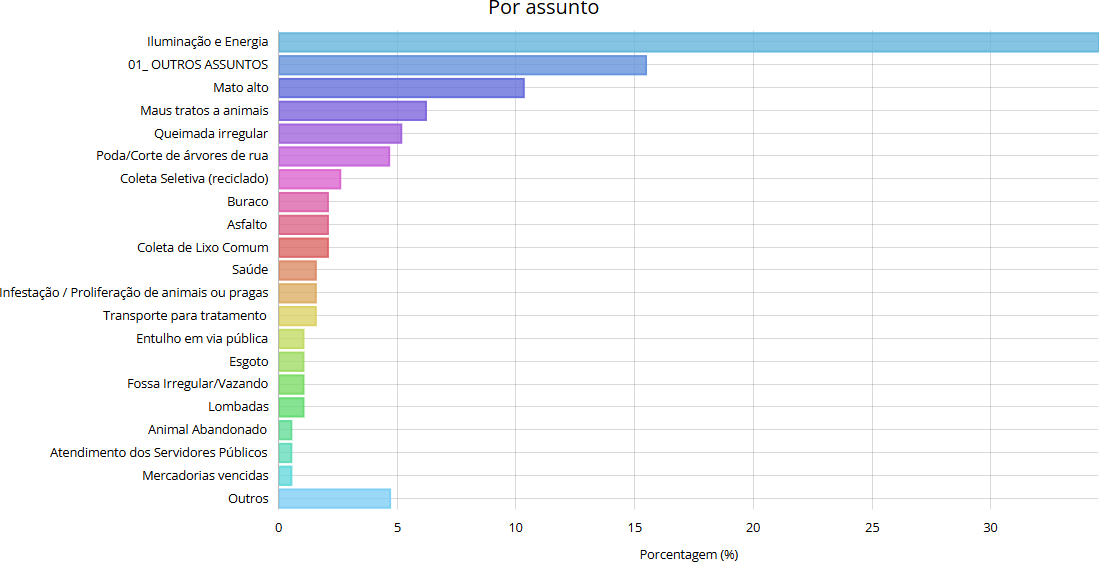 Por assunto
Iluminação e Energia
01_ OUTROS ASSUNTOS
Mato alto
Maus tratos a animais
Queimada irregular
Poda/Corte de árvores de rua
Coleta Seletiva (reciclado)
Buraco
Asfalto
Coleta de Lixo Comum
Saúde
Infestação / Proliferação de animais ou pragas
Transporte para tratamento
Entulho em via pública
Esgoto
Fossa Irregular/Vazando
Lombadas
Animal Abandonado
Atendimento dos Servidores Públicos
Mercadorias vencidas
Outros
0 5 10 15 20 25 30
Porcentagem (%)